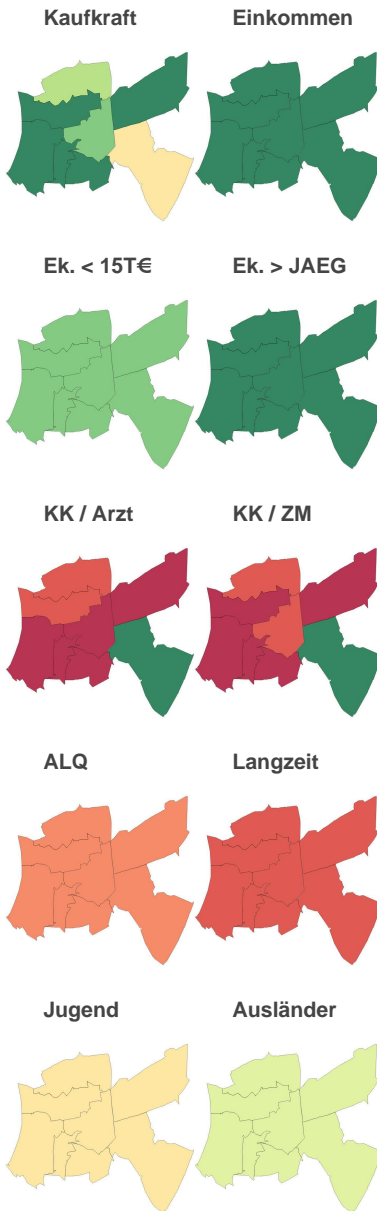 Kaufkraft
Einkommen
Ek. < 15T€
Ek. > JAEG
KK / Arzt
KK / ZM
ALQ
Langzeit
Jugend
Ausländer